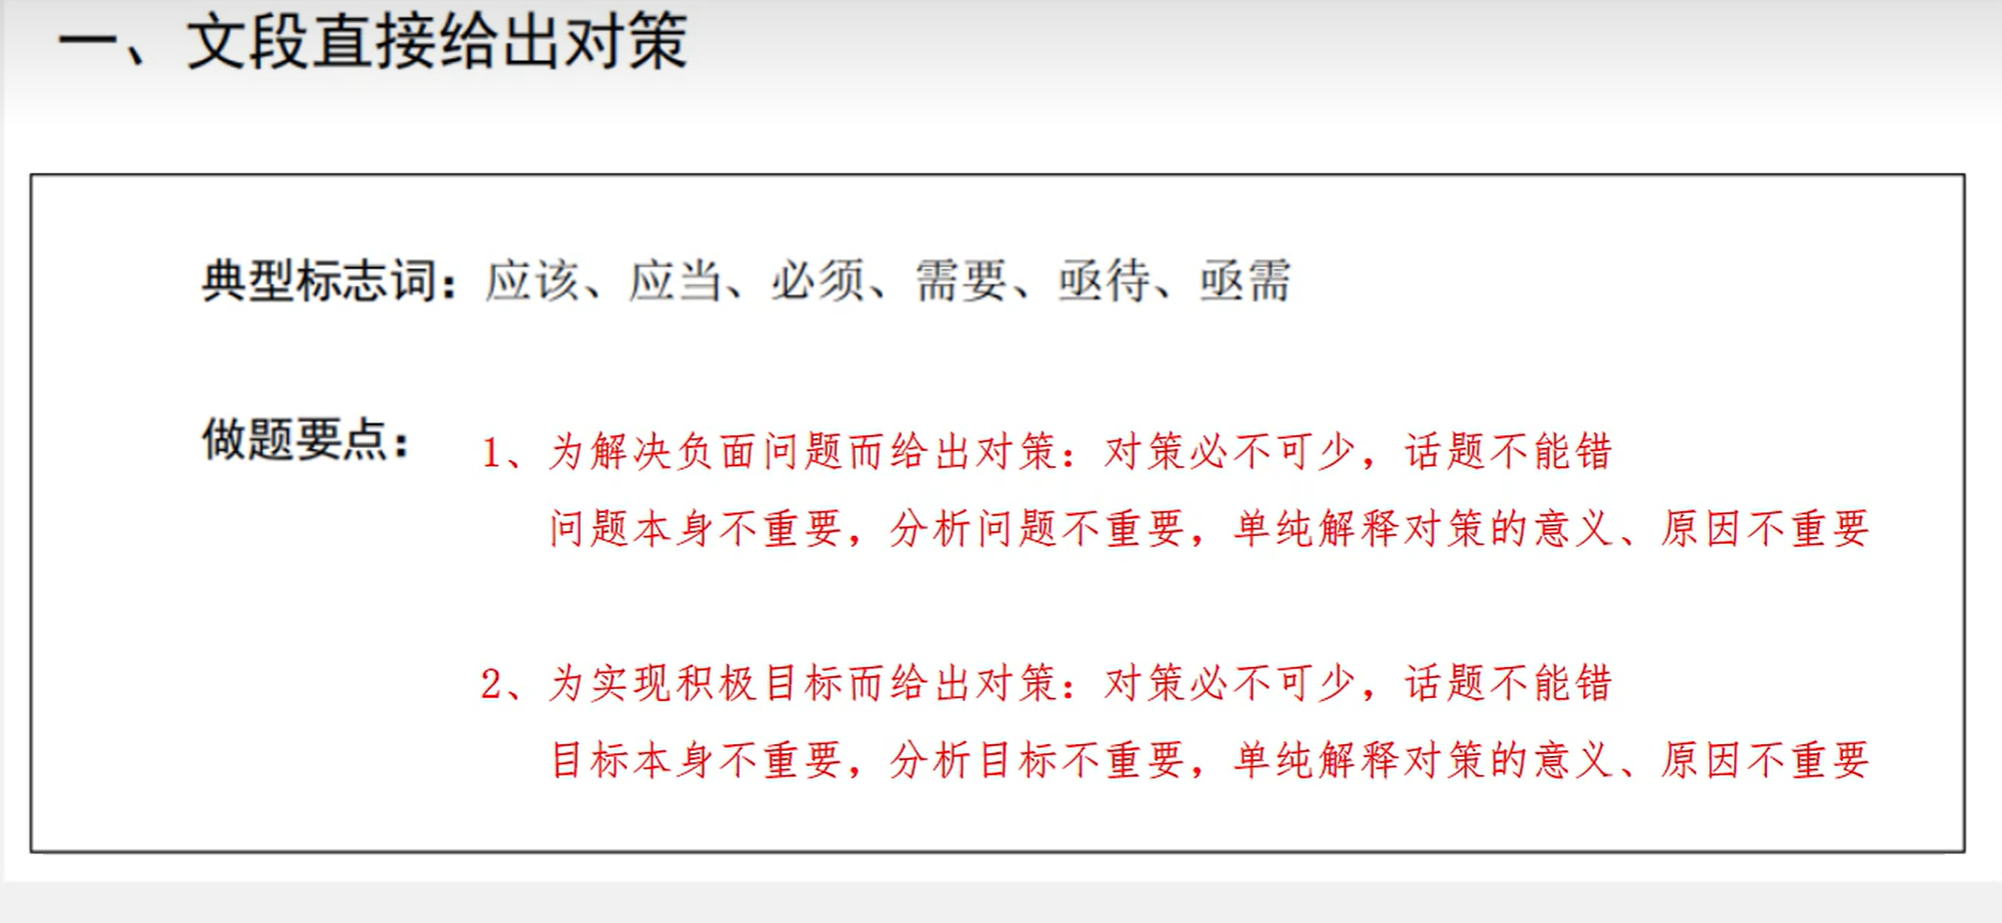 一、文段直接给出对策
典型标志词：应该、应当、必须、需要、亟待、亟需
做题要点：
1、为解决负面问题而给出对策：对策必不可少，话题不能错
问题本身不重要，分析问题不重要，单纯解释对策的意义、原因不重要
2、为实现积极目标而给出对策：对策必不可少，话题不能错
目标本身不重要，分析目标不重要，单纯解释对策的意义、原因不重要